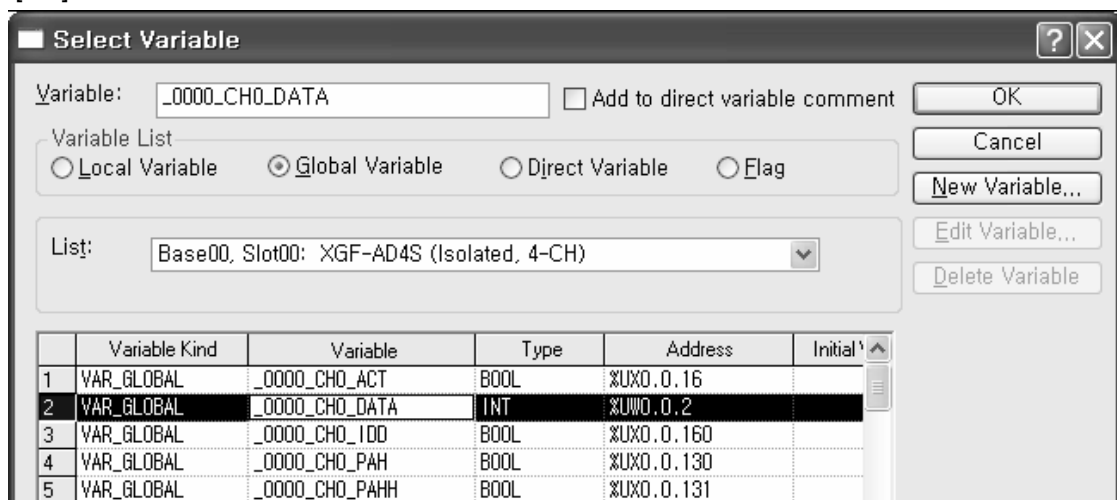 Select Variable
Variable: _0000_CH0_DATA Add to direct variable comment OK
Variable List Cancel
Local Variable Global Variable Direct Variable Flag
New Variable...
List: Base00, Slot00: XGF-AD4S (Isolated, 4-CH) Edit Variable...
Delete Variable
Variable Kind Variable Type Address Initial
1 VAR_GLOBAL _0000_CH0_ACT BOOL %UX0.0.16
2 VAR_GLOBAL _0000_CH0_DATA INT %UW0.0.2
3 VAR_GLOBAL _0000_CH0_IDD BOOL %UX0.0.160
4 VAR_GLOBAL _0000_CH0_PAH BOOL %UX0.0.130
5 VAR_GLOBAL _0000_CH0_PAHH BOOL %UX0.0.131